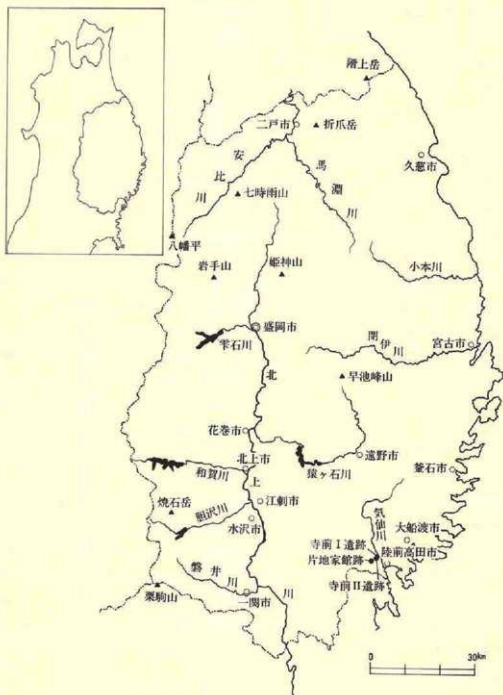 階上岳
二戸市
折爪岳
安比川
馬淵川
久慈市
七時雨山
八幡平
岩手山
姫神山
小本川
盛岡市
雫石川
閉伊川
宮古市
北上川
早池峰山
花巻市
北上市
和賀川
猿ヶ石川
遠野市
釜石市
江刺市
焼石岳
胆沢川
水沢市
気仙川
大船渡市
寺前Ⅰ遺跡
陸前高田市
片地家館跡
寺前Ⅱ遺跡
磐井川
栗駒山
一関市
0 30km